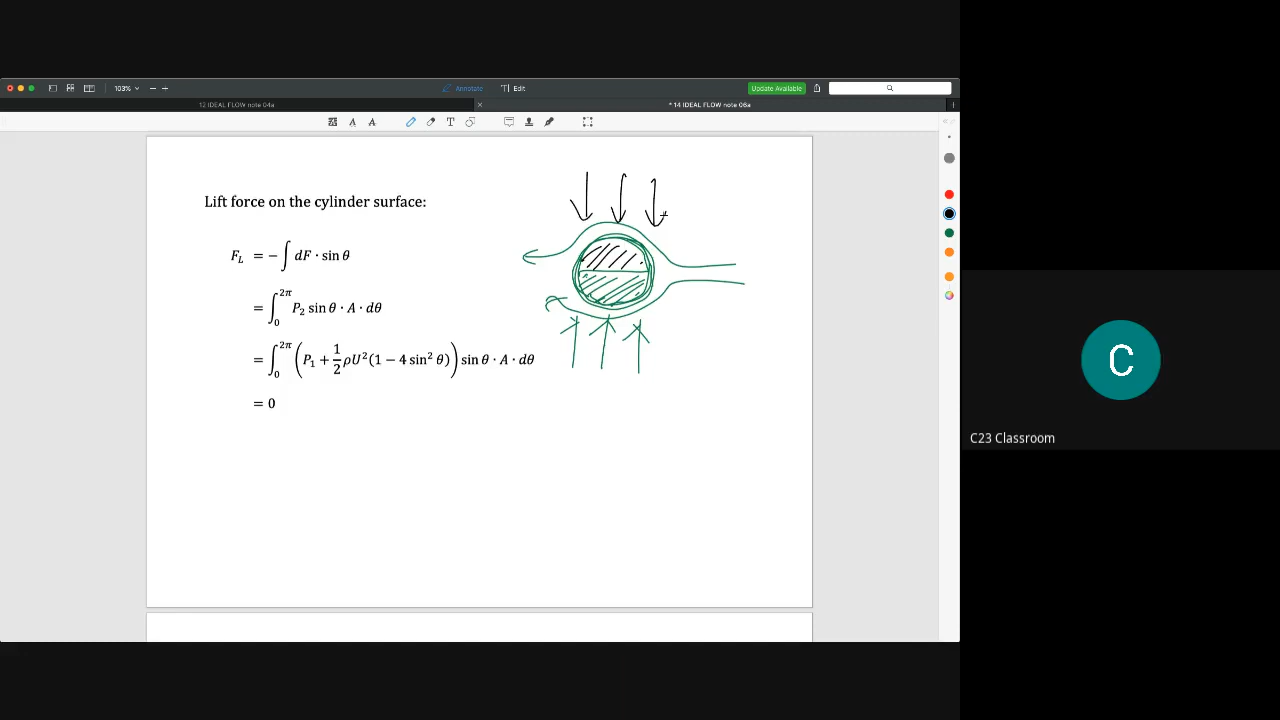 103%
Annotate
Edit
Update Available
12 IDEAL FLOW note 04a
* 14 IDEAL FLOW note 06a
Lift force on the cylinder surface:
F_L = − ∫ dF · sin θ
= ∫_0^{2π} P_2 sin θ · A · dθ
= ∫_0^{2π} (P_1 + 1/2 ρU^2(1 − 4 sin^2 θ)) sin θ · A · dθ
= 0
C
C23 Classroom